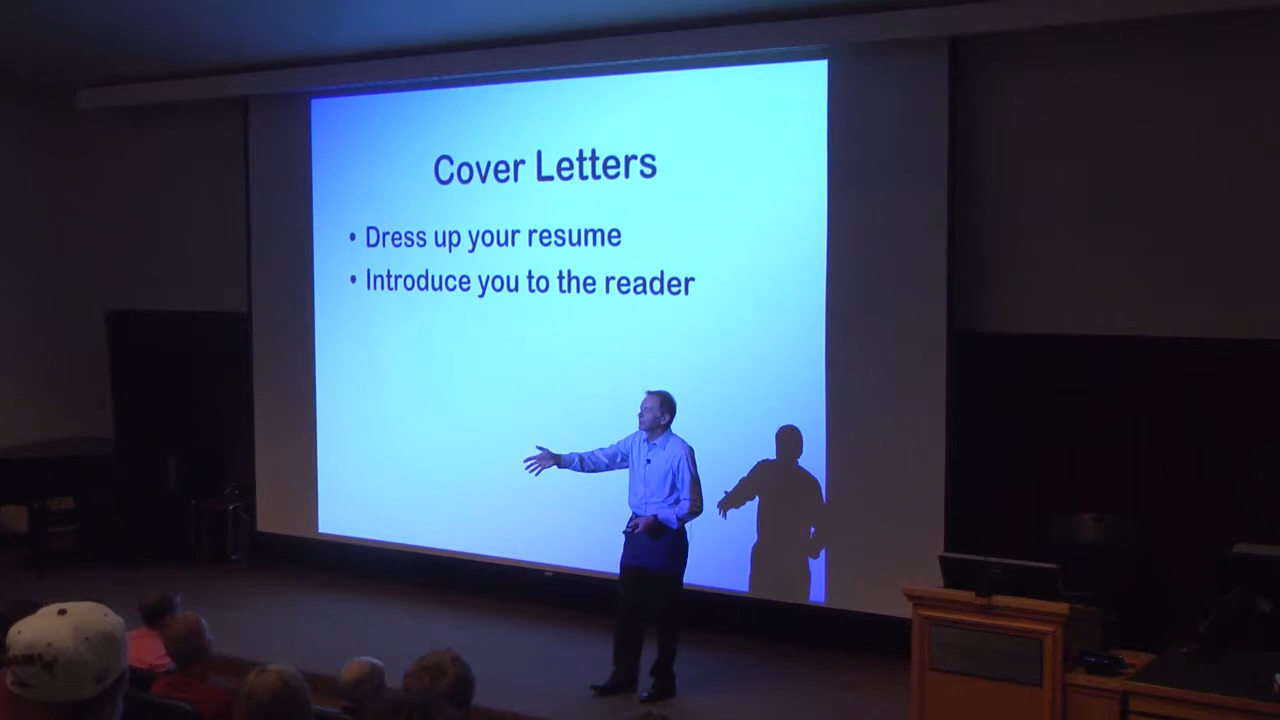 Cover Letters
• Dress up your resume
• Introduce you to the reader